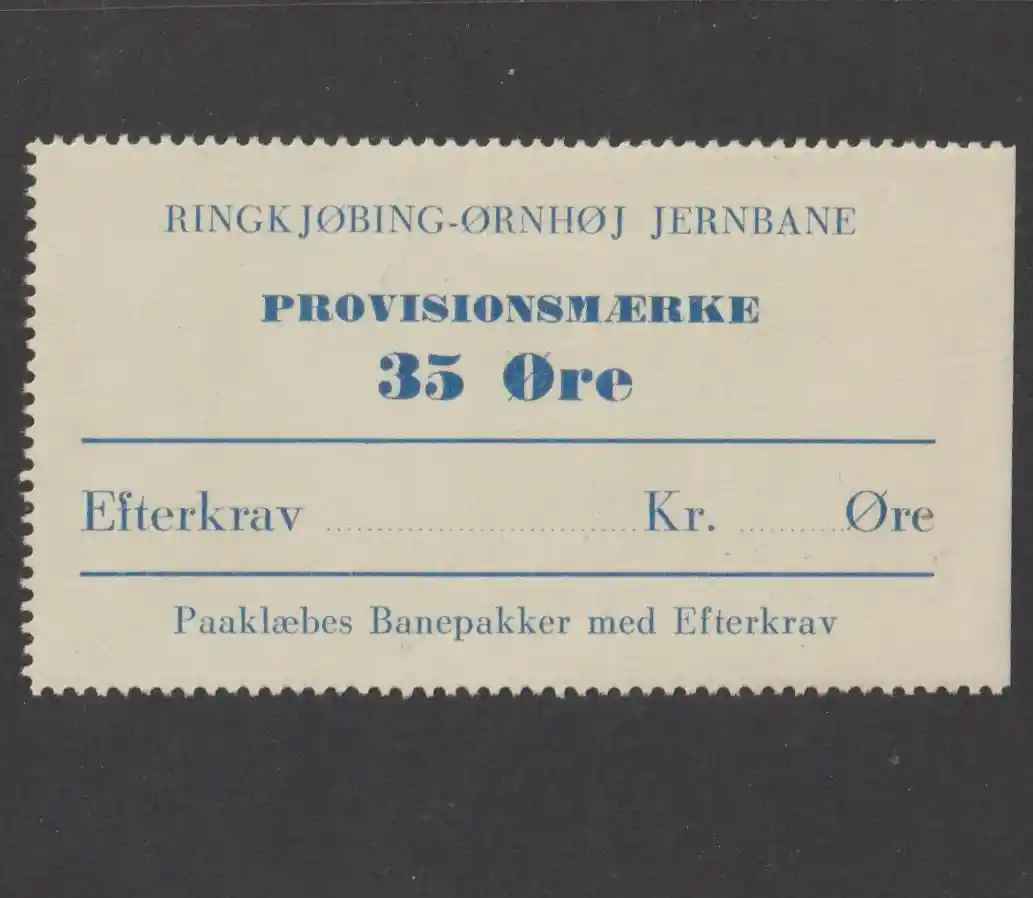 RINGKJØBING-ØRNHØJ JERNBANE
PROVISIONSMÆRKE
35 Øre
Efterkrav ........................ Kr. ........ Øre
Paaklæbes Banepakker med Efterkrav